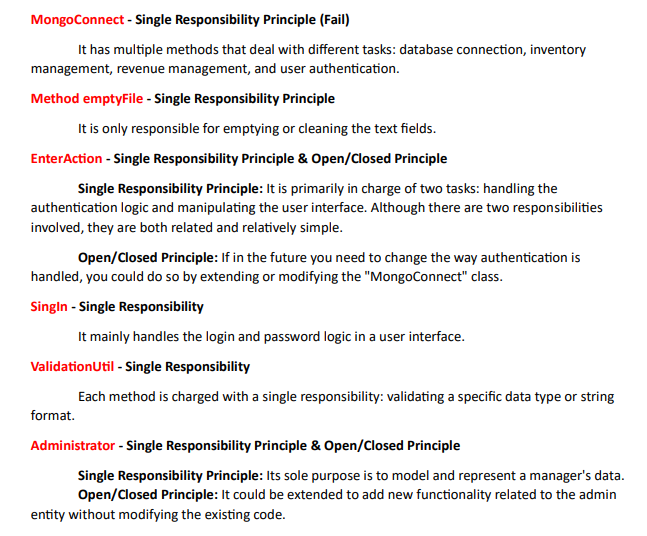 MongoConnect - Single Responsibility Principle (Fail)
It has multiple methods that deal with different tasks: database connection, inventory
management, revenue management, and user authentication.
Method emptyFile - Single Responsibility Principle
It is only responsible for emptying or cleaning the text fields.
EnterAction - Single Responsibility Principle & Open/Closed Principle
Single Responsibility Principle: It is primarily in charge of two tasks: handling the
authentication logic and manipulating the user interface. Although there are two responsibilities
involved, they are both related and relatively simple.
Open/Closed Principle: If in the future you need to change the way authentication is
handled, you could do so by extending or modifying the "MongoConnect" class.
SingIn - Single Responsibility
It mainly handles the login and password logic in a user interface.
ValidationUtil - Single Responsibility
Each method is charged with a single responsibility: validating a specific data type or string
format.
Administrator - Single Responsibility Principle & Open/Closed Principle
Single Responsibility Principle: Its sole purpose is to model and represent a manager's data.
Open/Closed Principle: It could be extended to add new functionality related to the admin
entity without modifying the existing code.